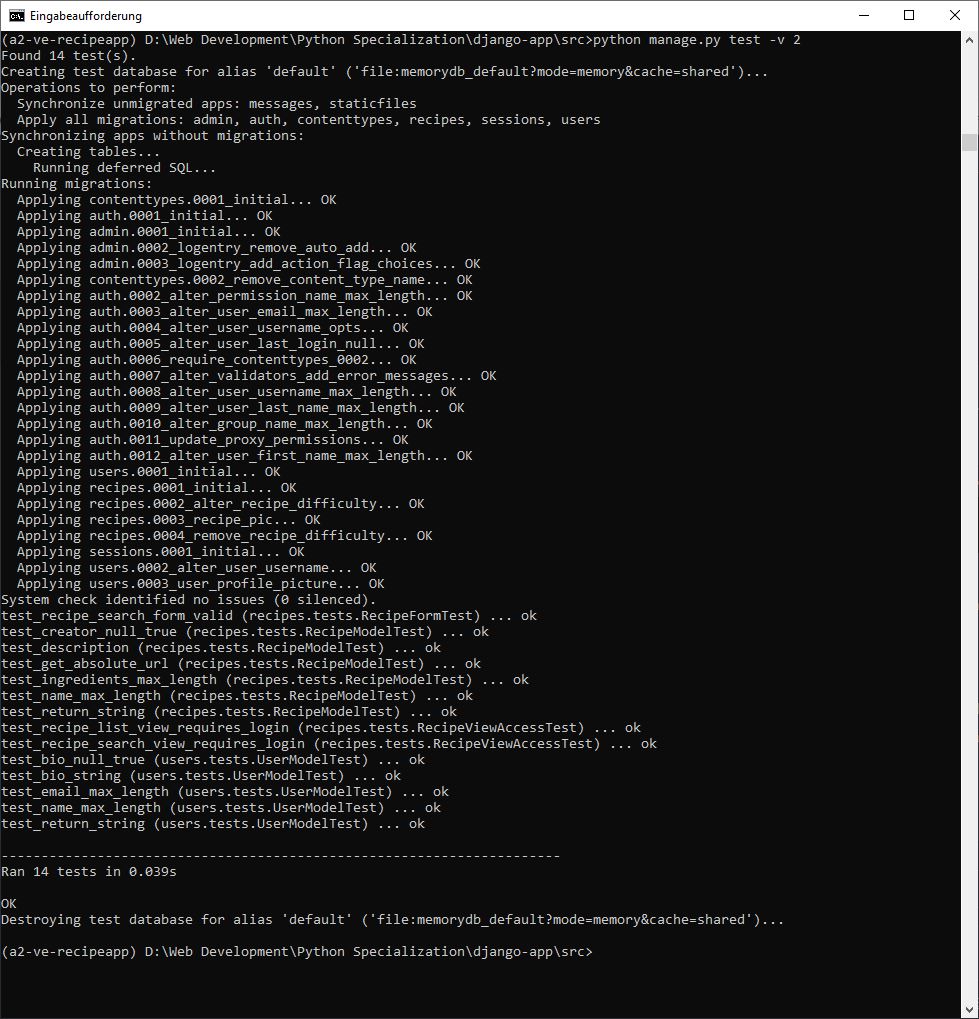 Eingabeaufforderung
(a2-ve-recipeapp) D:\Web Development\Python Specialization\django-app\src>python manage.py test -v 2
Found 14 test(s).
Creating test database for alias 'default' ('file:memorydb_default?mode=memory&cache=shared')...
Operations to perform:
  Synchronize unmigrated apps: messages, staticfiles
  Apply all migrations: admin, auth, contenttypes, recipes, sessions, users
Synchronizing apps without migrations:
  Creating tables...
    Running deferred SQL...
Running migrations:
  Applying contenttypes.0001_initial... OK
  Applying auth.0001_initial... OK
  Applying admin.0001_initial... OK
  Applying admin.0002_logentry_remove_auto_add... OK
  Applying admin.0003_logentry_add_action_flag_choices... OK
  Applying contenttypes.0002_remove_content_type_name... OK
  Applying auth.0002_alter_permission_name_max_length... OK
  Applying auth.0003_alter_user_email_max_length... OK
  Applying auth.0004_alter_user_username_opts... OK
  Applying auth.0005_alter_user_last_login_null... OK
  Applying auth.0006_require_contenttypes_0002... OK
  Applying auth.0007_alter_validators_add_error_messages... OK
  Applying auth.0008_alter_user_username_max_length... OK
  Applying auth.0009_alter_user_last_name_max_length... OK
  Applying auth.0010_alter_group_name_max_length... OK
  Applying auth.0011_update_proxy_permissions... OK
  Applying auth.0012_alter_user_first_name_max_length... OK
  Applying users.0001_initial... OK
  Applying recipes.0001_initial... OK
  Applying recipes.0002_alter_recipe_difficulty... OK
  Applying recipes.0003_recipe_pic... OK
  Applying recipes.0004_remove_recipe_difficulty... OK
  Applying sessions.0001_initial... OK
  Applying users.0002_alter_user_username... OK
  Applying users.0003_user_profile_picture... OK
System check identified no issues (0 silenced).
test_recipe_search_form_valid (recipes.tests.RecipeFormTest) ... ok
test_creator_null_true (recipes.tests.RecipeModelTest) ... ok
test_description (recipes.tests.RecipeModelTest) ... ok
test_get_absolute_url (recipes.tests.RecipeModelTest) ... ok
test_ingredients_max_length (recipes.tests.RecipeModelTest) ... ok
test_name_max_length (recipes.tests.RecipeModelTest) ... ok
test_return_string (recipes.tests.RecipeModelTest) ... ok
test_recipe_list_view_requires_login (recipes.tests.RecipeViewAccessTest) ... ok
test_recipe_search_view_requires_login (recipes.tests.RecipeViewAccessTest) ... ok
test_bio_null_true (users.tests.UserModelTest) ... ok
test_bio_string (users.tests.UserModelTest) ... ok
test_email_max_length (users.tests.UserModelTest) ... ok
test_name_max_length (users.tests.UserModelTest) ... ok
test_return_string (users.tests.UserModelTest) ... ok
----------------------------------------------------------------------
Ran 14 tests in 0.039s
OK
Destroying test database for alias 'default' ('file:memorydb_default?mode=memory&cache=shared')...
(a2-ve-recipeapp) D:\Web Development\Python Specialization\django-app\src>